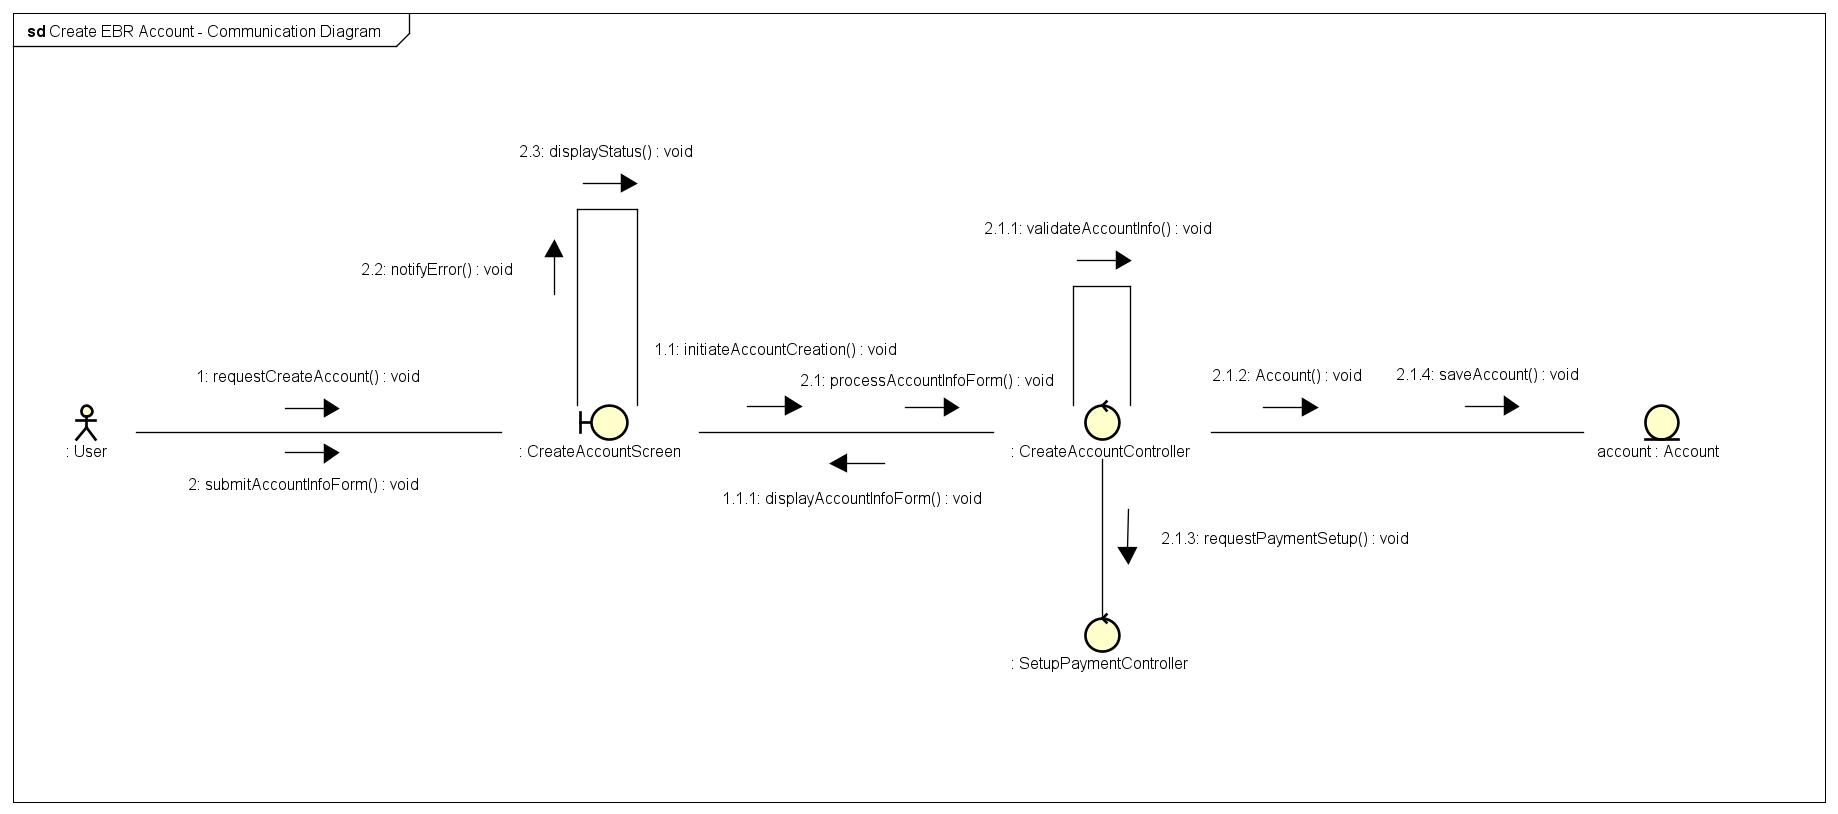 sd Create EBR Account - Communication Diagram
2.3: displayStatus() : void
2.1.1: validateAccountInfo() : void
2.2: notifyError() : void
1.1: initiateAccountCreation() : void
1: requestCreateAccount() : void
2.1: processAccountInfoForm() : void
2.1.2: Account() : void
2.1.4: saveAccount() : void
: User
: CreateAccountScreen
: CreateAccountController
account : Account
2: submitAccountInfoForm() : void
1.1.1: displayAccountInfoForm() : void
2.1.3: requestPaymentSetup() : void
: SetupPaymentController